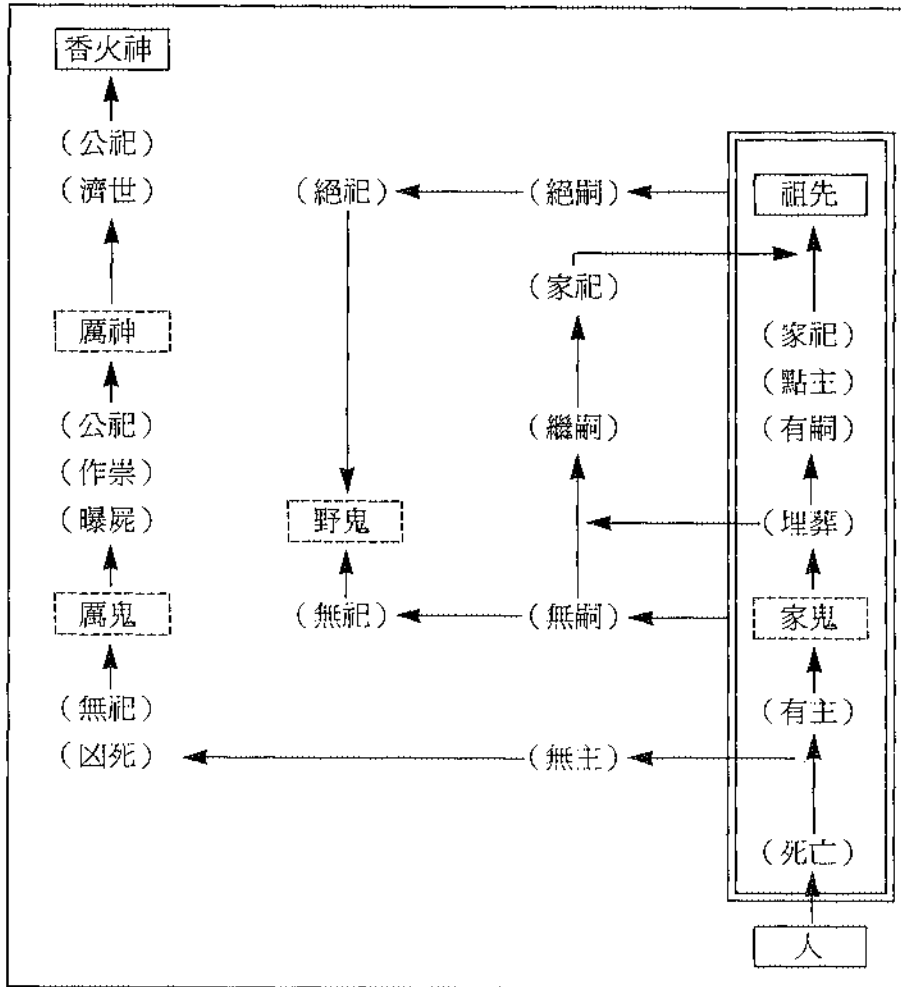 香火神
(公祀)
(濟世)
厲神
(公祀)
(作祟)
(曝屍)
厲鬼
(無祀)
(凶死)
(絕祀)
野鬼
(無祀)
(絕嗣)
(家祀)
(繼嗣)
(無嗣)
(無主)
祖先
(家祀)
(點主)
(有嗣)
(埋葬)
家鬼
(有主)
(死亡)
人